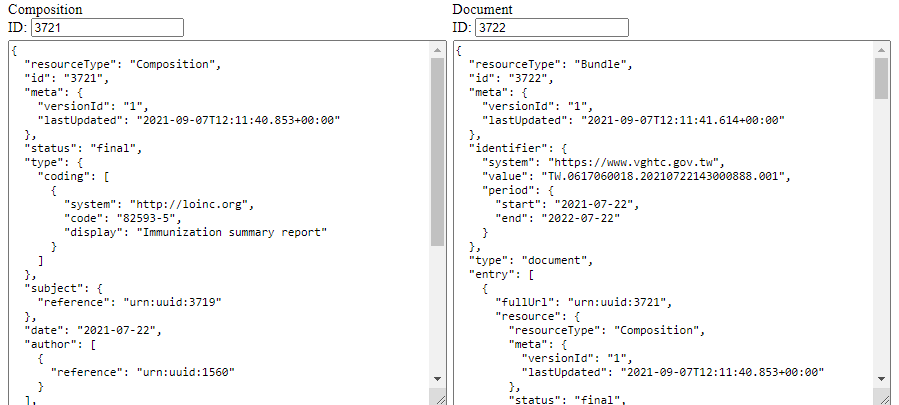 Composition
ID: 3721
{
  "resourceType": "Composition",
  "id": "3721",
  "meta": {
    "versionId": "1",
    "lastUpdated": "2021-09-07T12:11:40.853+00:00"
  },
  "status": "final",
  "type": {
    "coding": [
      {
        "system": "http://loinc.org",
        "code": "82593-5",
        "display": "Immunization summary report"
      }
    ]
  },
  "subject": {
    "reference": "urn:uuid:3719"
  },
  "date": "2021-07-22",
  "author": [
    {
      "reference": "urn:uuid:1560"
    }
  ],
Document
ID: 3722
{
  "resourceType": "Bundle",
  "id": "3722",
  "meta": {
    "versionId": "1",
    "lastUpdated": "2021-09-07T12:11:41.614+00:00"
  },
  "identifier": {
    "system": "https://www.vghtc.gov.tw",
    "value": "TW.0617060018.20210722143000888.001",
    "period": {
      "start": "2021-07-22",
      "end": "2022-07-22"
    }
  },
  "type": "document",
  "entry": [
    {
      "fullUrl": "urn:uuid:3721",
      "resource": {
        "resourceType": "Composition",
        "meta": {
          "versionId": "1",
          "lastUpdated": "2021-09-07T12:11:40.853+00:00"
        },
        "status": "final",